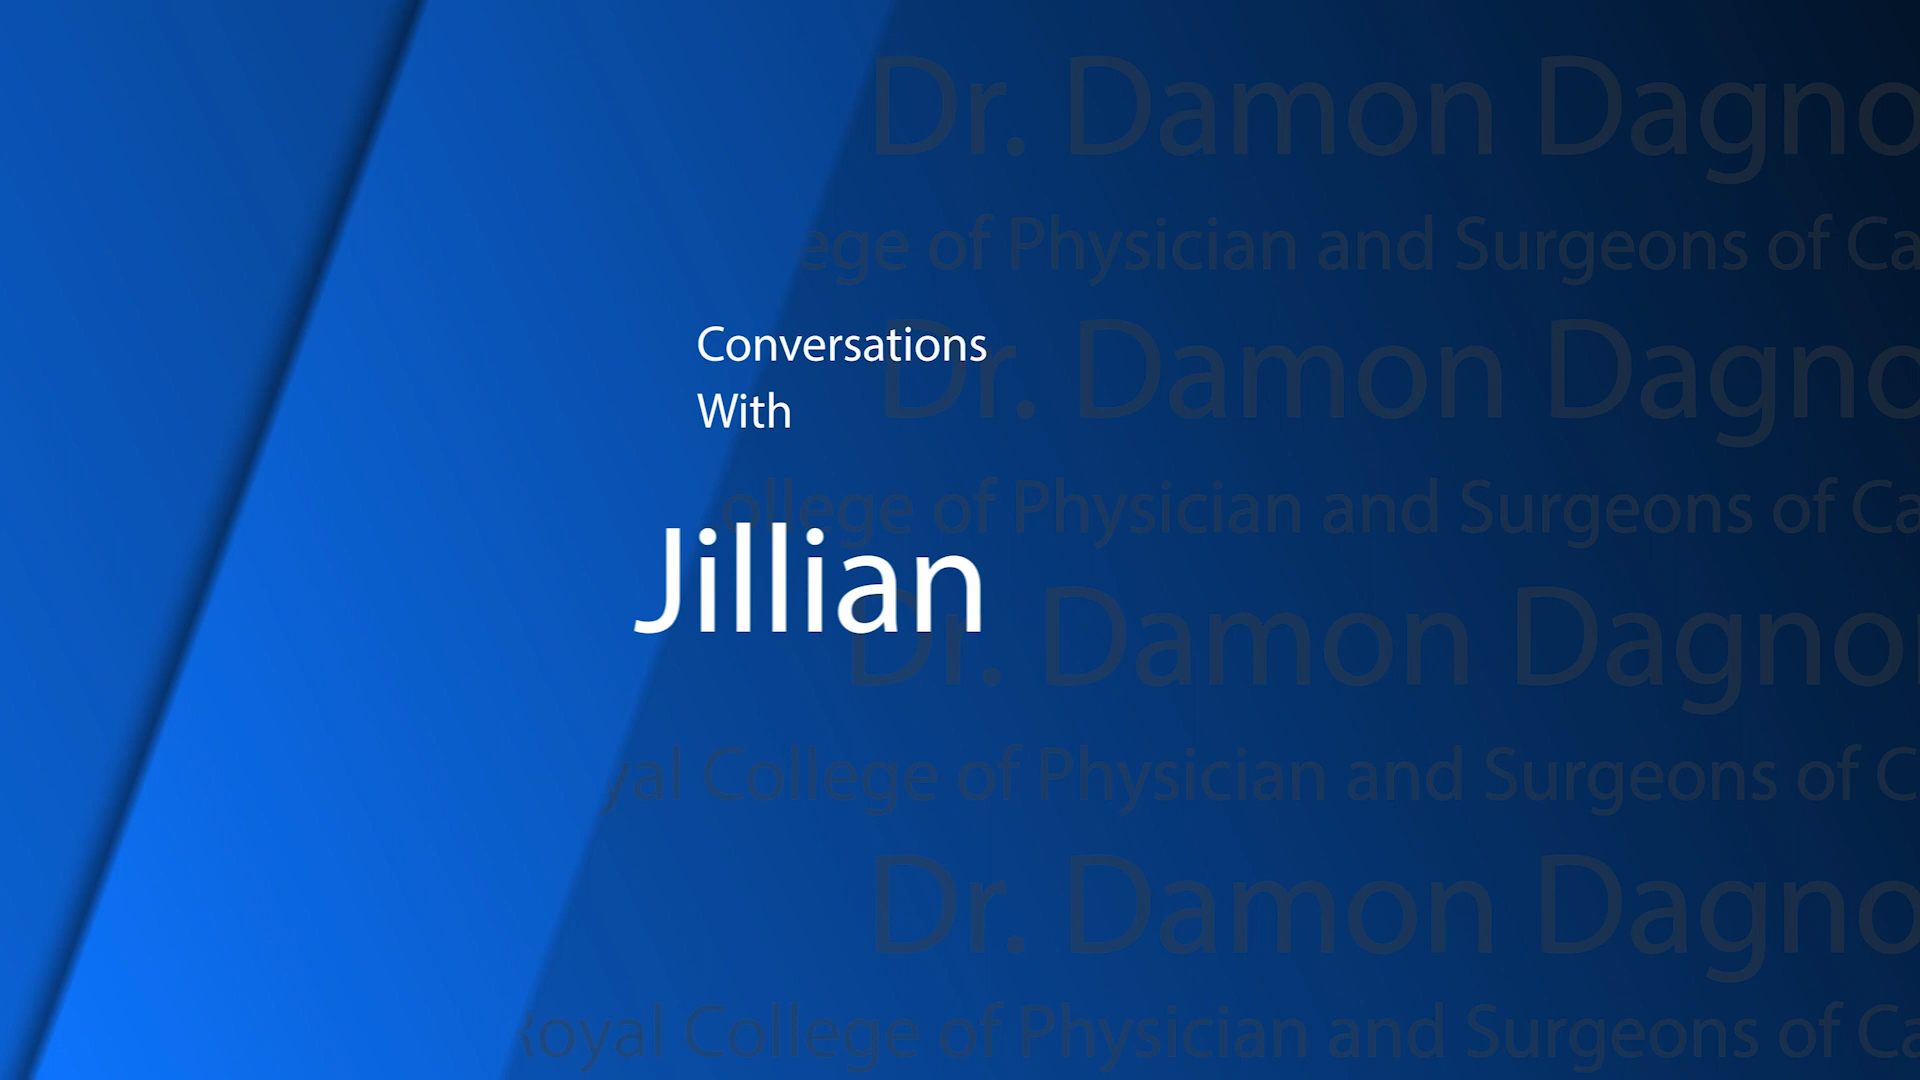 Dr. Damon Dagno
ege of Physician and Surgeons of Ca
Conversations
With
Dr. Damon Dagno
ollege of Physician and Surgeons of Ca
Jillian
Dr. Damon Dagno
yal College of Physician and Surgeons of C
Dr. Damon Dagno
Royal College of Physician and Surgeons of Ca